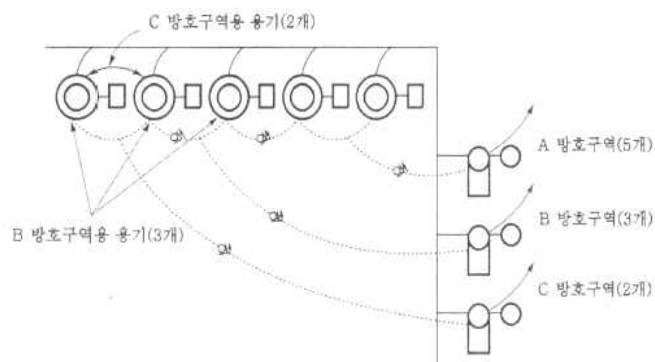 C 방호구역용 용기(2개)
A 방호구역(5개)
B 방호구역(3개)
B 방호구역용 용기(3개)
C 방호구역(2개)